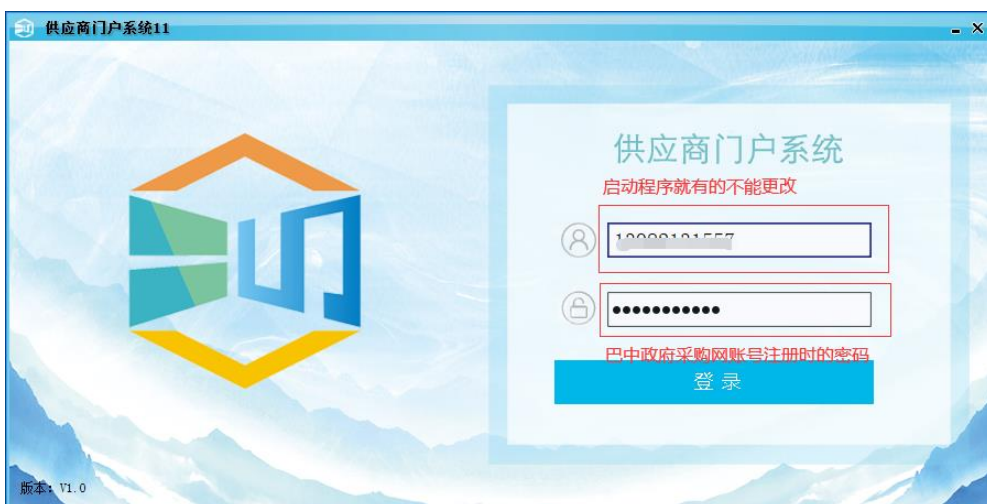 供应商门户系统11
供应商门户系统
启动程序就有的不能更改
巴中政府采购网账号注册时的密码
登录
版本：V1.0